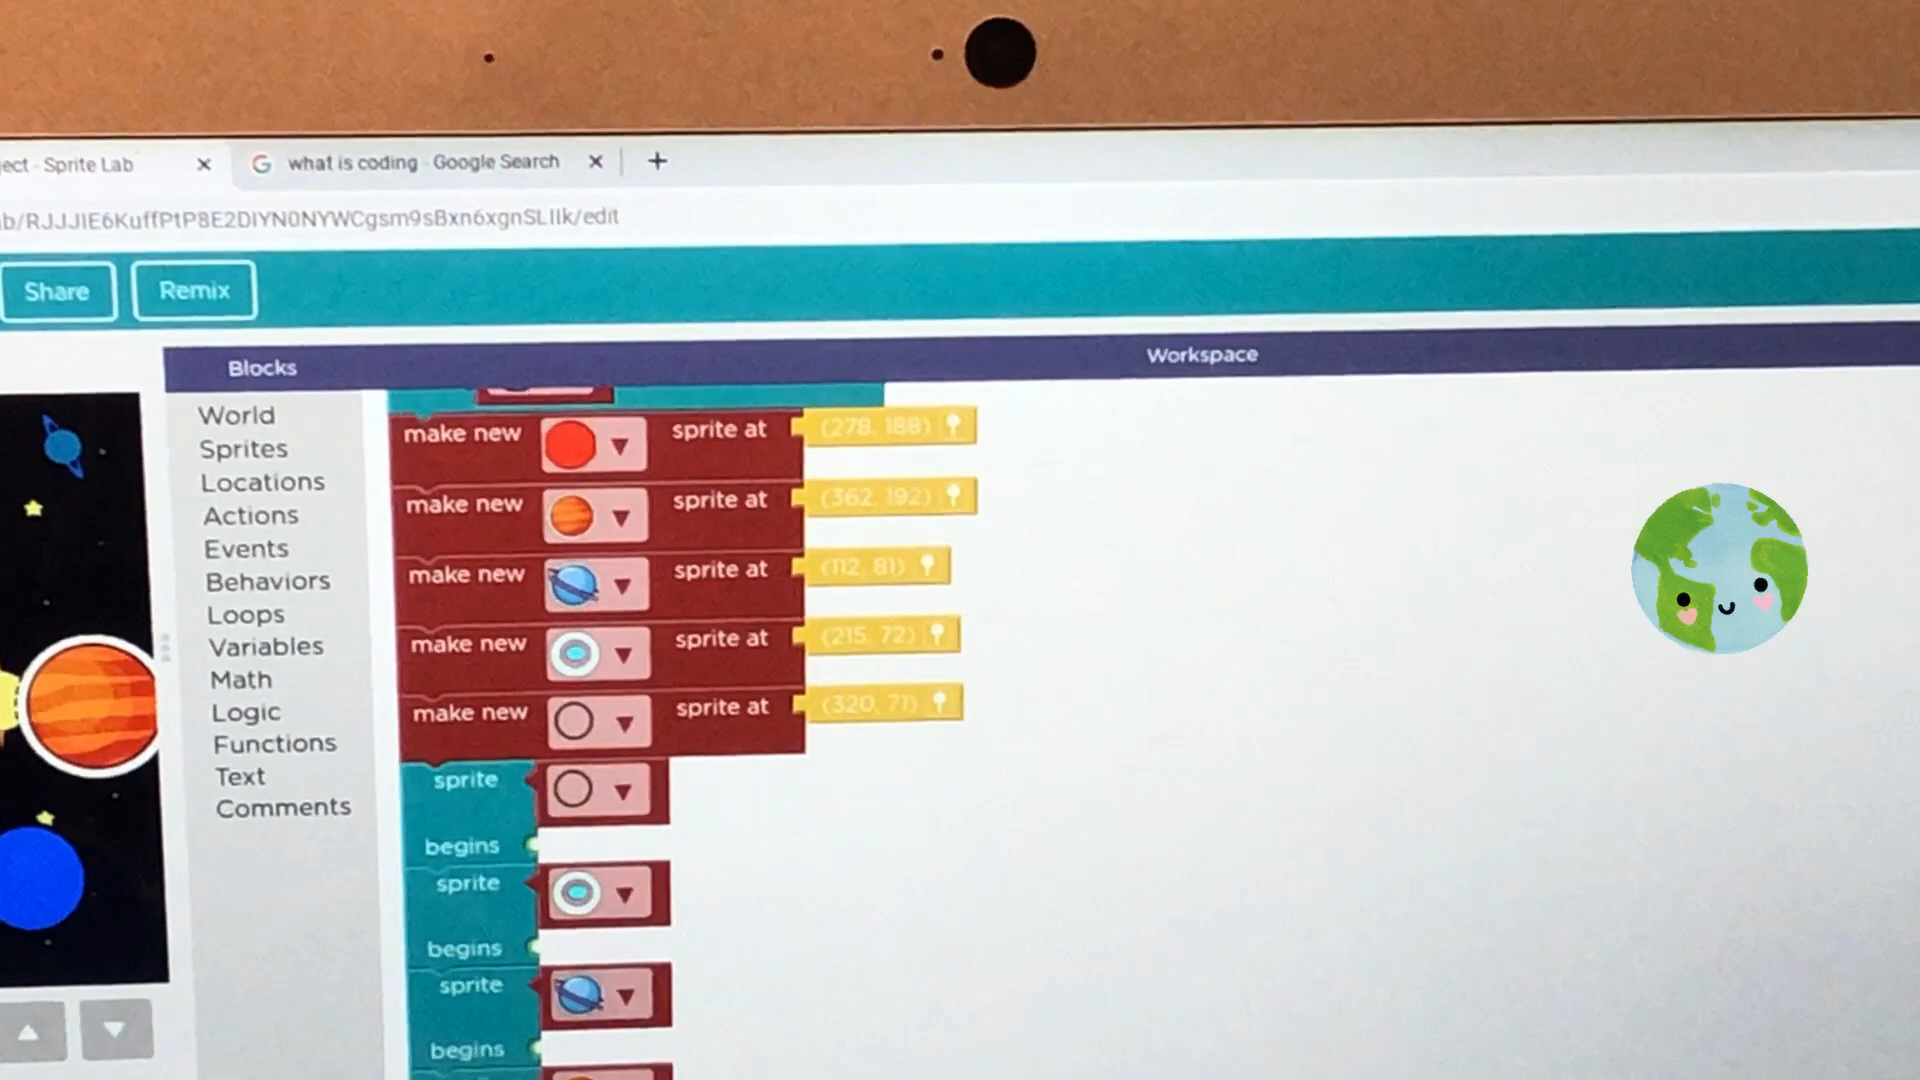 ect - Sprite Lab
what is coding - Google Search
/edit
Share
Remix
Blocks
Workspace
World
Sprites
Locations
Actions
Events
Behaviors
Loops
Variables
Math
Logic
Functions
Text
Comments
make new sprite at (278, 188)
make new sprite at (362, 192)
make new sprite at (112, 81)
make new sprite at (215, 72)
make new sprite at (320, 71)
sprite
begins
sprite
begins
sprite
begins